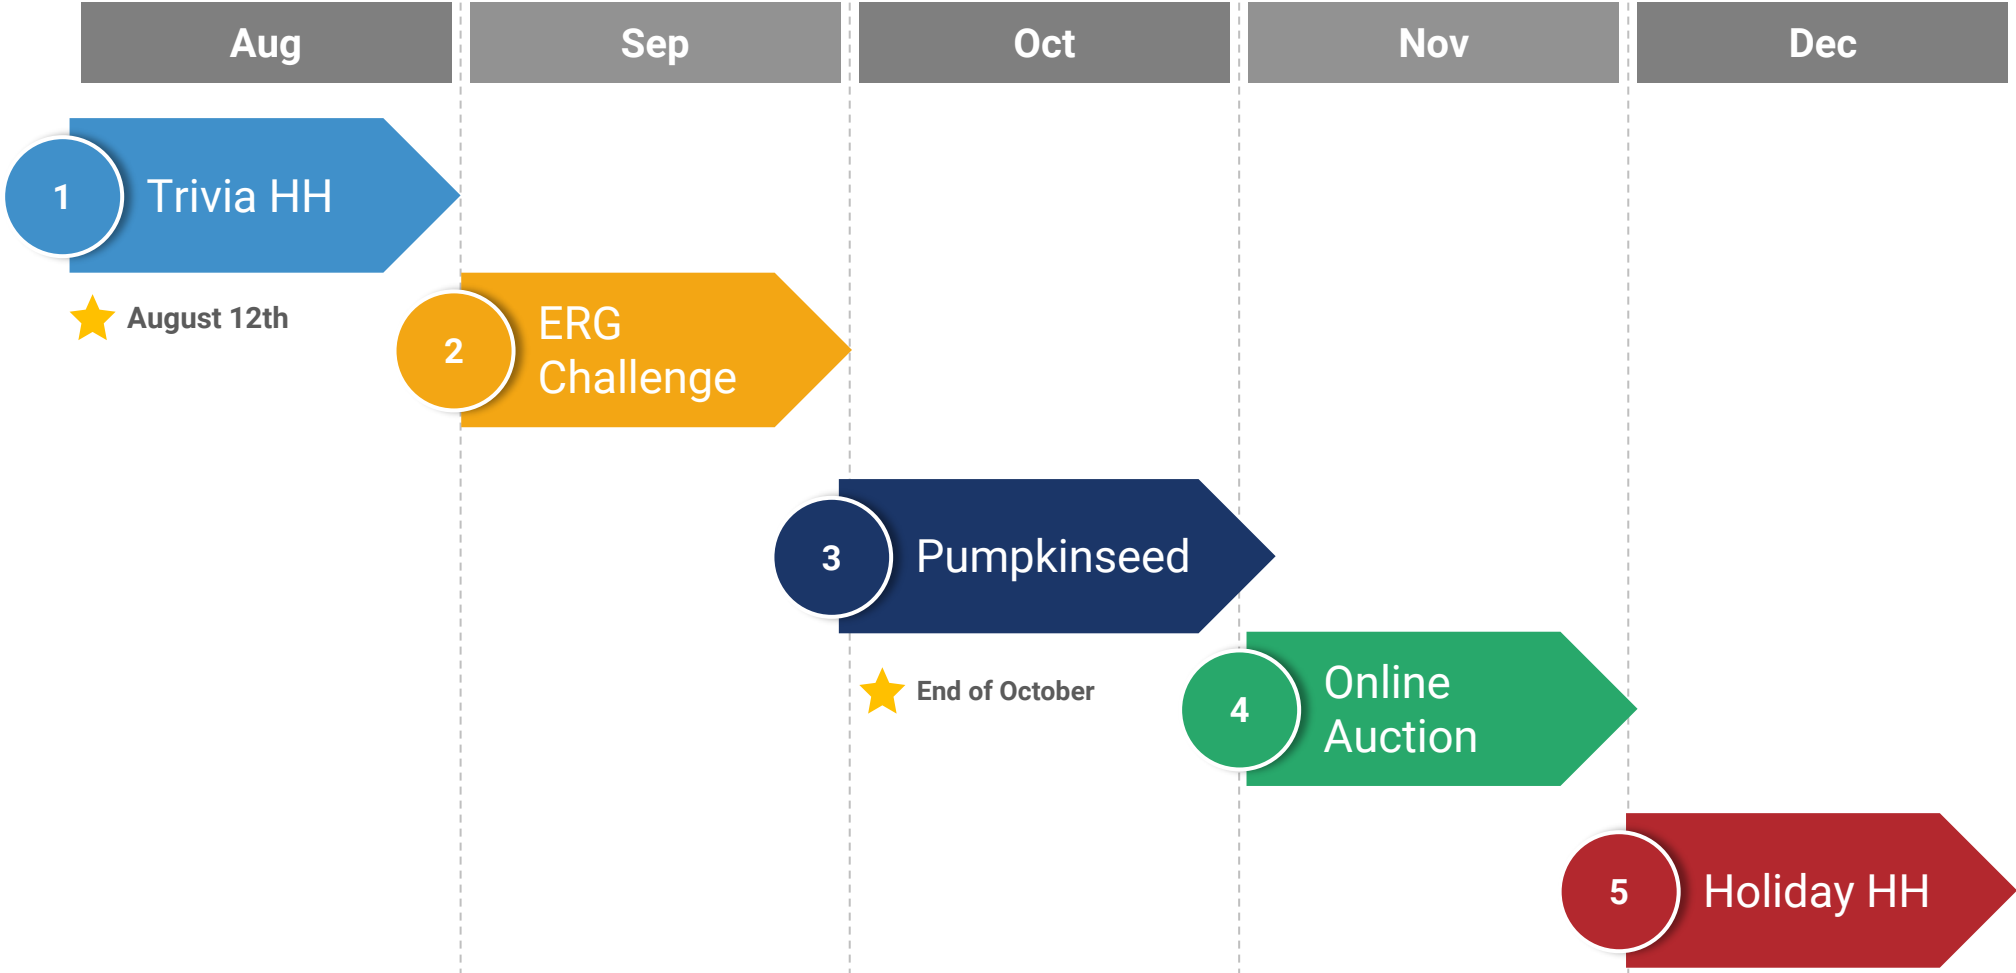 Aug
Sep
Oct
Nov
Dec
1
Trivia HH
August 12th
2
ERG
Challenge
3
Pumpkinseed
End of October
4
Online
Auction
5
Holiday HH